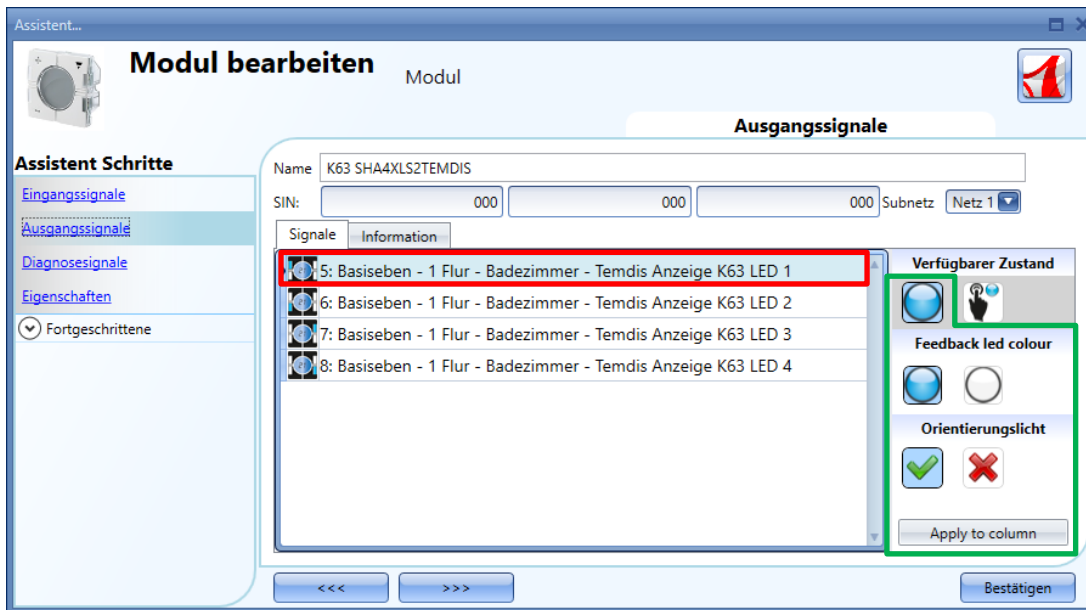 Assistent...
Modul bearbeiten
Modul
Ausgangssignale
Assistent Schritte
Eingangssignale
Ausgangssignale
Diagnosesignale
Eigenschaften
Fortgeschrittene
Name K63 SHA4XLS2TEMDIS
SIN: 000 000 000 Subnetz Netz 1
Signale Information
5: Basiseben - 1 Flur - Badezimmer - Temdis Anzeige K63 LED 1
6: Basiseben - 1 Flur - Badezimmer - Temdis Anzeige K63 LED 2
7: Basiseben - 1 Flur - Badezimmer - Temdis Anzeige K63 LED 3
8: Basiseben - 1 Flur - Badezimmer - Temdis Anzeige K63 LED 4
Verfügbarer Zustand
Feedback led colour
Orientierungslicht
Apply to column
<<< >>> Bestätigen